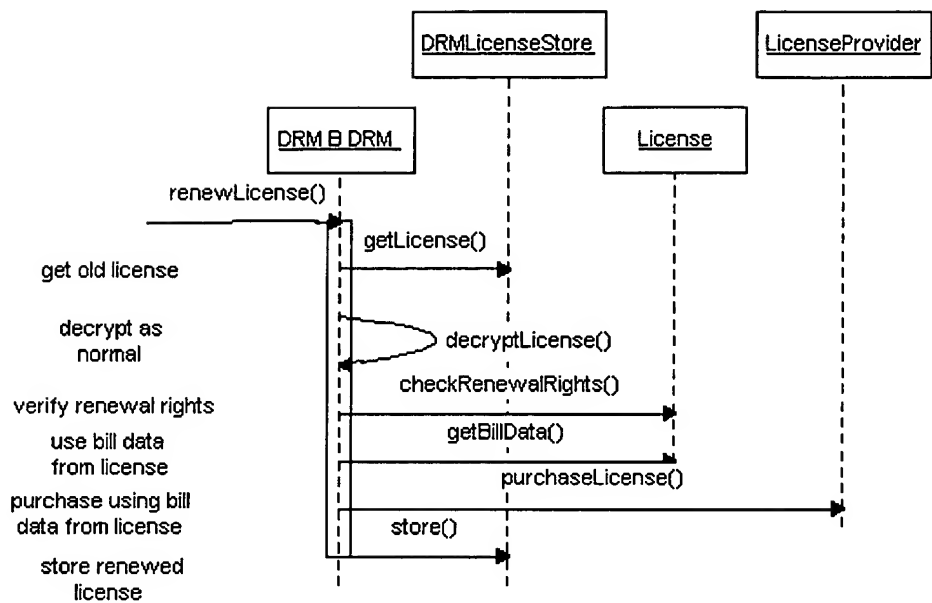 DRMLicenseStore
LicenseProvider
DRM B DRM
License
renewLicense()
getLicense()
get old license
decrypt as
normal
decryptLicense()
checkRenewalRights()
verify renewal rights
getBillData()
use bill data
from license
purchaseLicense()
purchase using bill
data from license
store()
store renewed
license